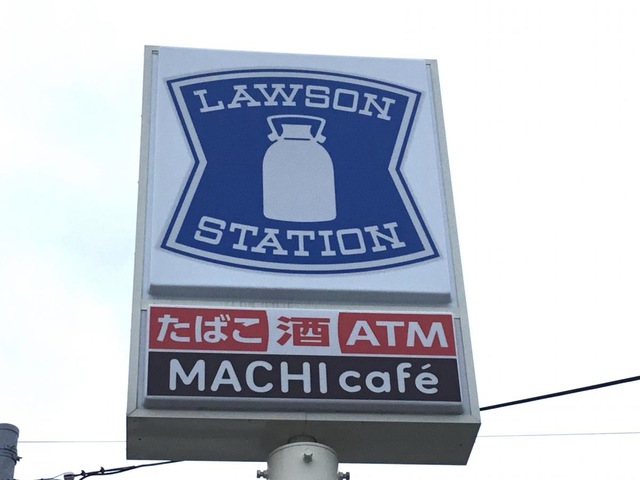 LAWSON
STATION
たばこ 酒 ATM
MACHI café